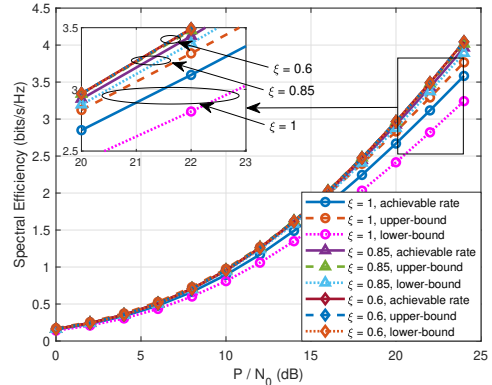 Spectral Efficiency (bits/s/Hz)
4.5
4
3.5
3
2.5
2
1.5
1
0.5
0
3.5
3
2.5
20 21 22 23
ξ = 0.6
ξ = 0.85
ξ = 1
ξ = 1, achievable rate
ξ = 1, upper-bound
ξ = 1, lower-bound
ξ = 0.85, achievable rate
ξ = 0.85, upper-bound
ξ = 0.85, lower-bound
ξ = 0.6, achievable rate
ξ = 0.6, upper-bound
ξ = 0.6, lower-bound
0 5 10 15 20 25
P / N0 (dB)